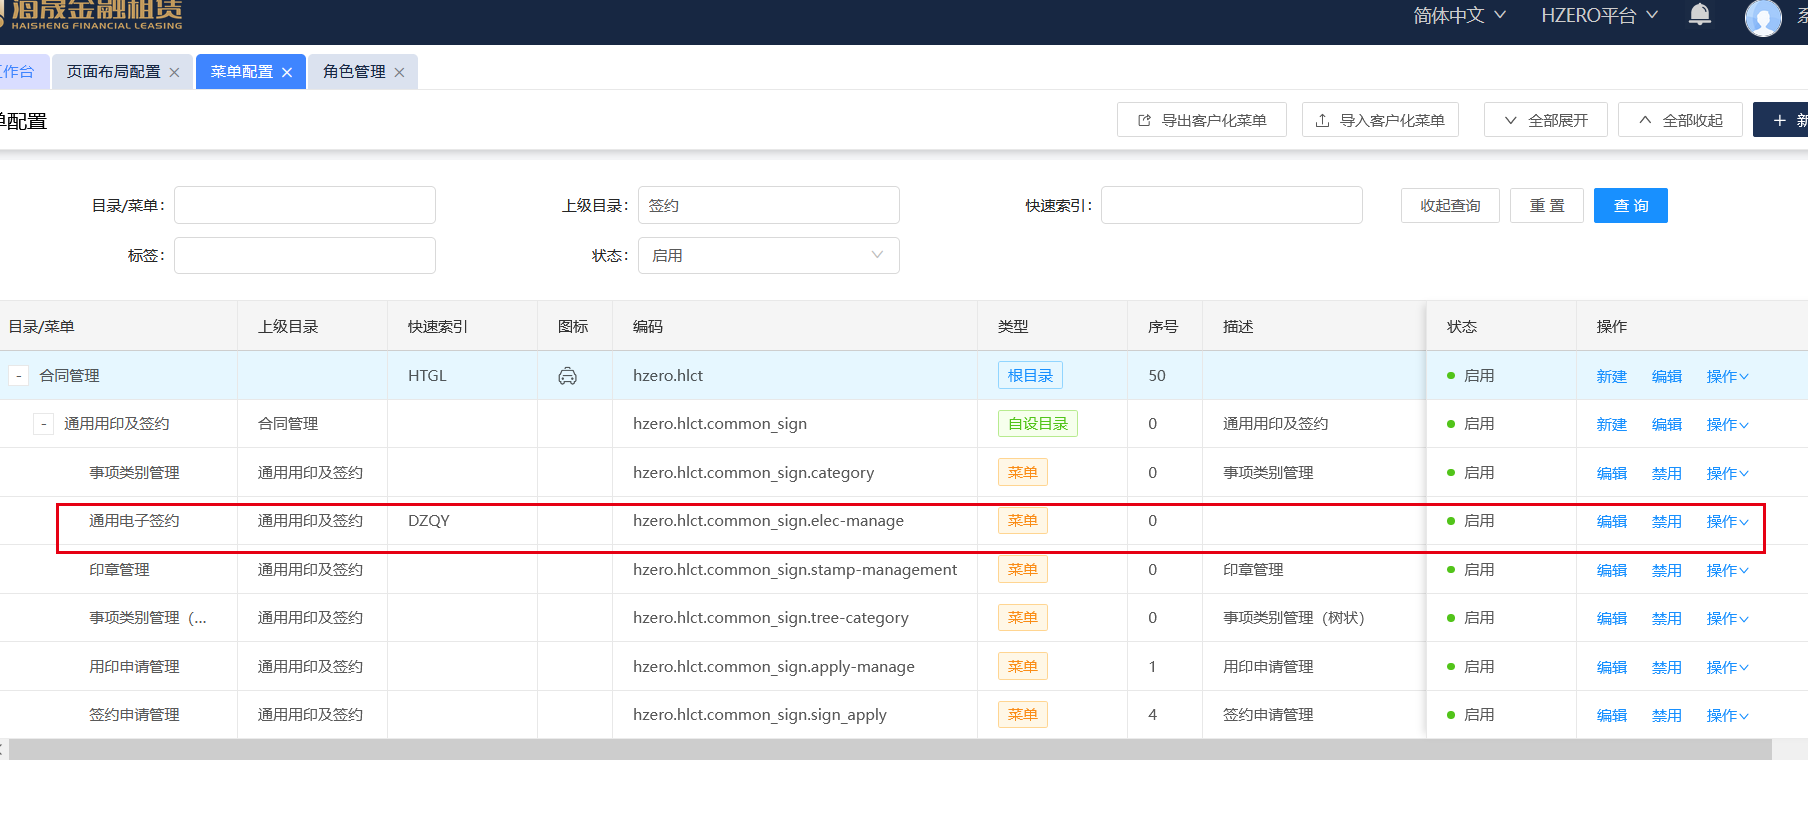 海晟金融租赁
HAISHENG FINANCIAL LEASING
简体中文 HZERO平台
作台 页面布局配置 菜单配置 角色管理
配置
导出客户化菜单 导入客户化菜单 全部展开 全部收起
目录/菜单: 上级目录: 签约 快速索引: 收起查询 重置 查询
标签: 状态: 启用
目录/菜单 上级目录 快速索引 图标 编码 类型 序号 描述 状态 操作
- 合同管理 HTGL hzero.hlct 根目录 50 启用 新建 编辑 操作
- 通用用印及签约 合同管理 hzero.hlct.common_sign 自设目录 0 通用用印及签约 启用 新建 编辑 操作
事项类别管理 通用用印及签约 hzero.hlct.common_sign.category 菜单 0 事项类别管理 启用 编辑 禁用 操作
通用电子签约 通用用印及签约 DZQY hzero.hlct.common_sign.elec-manage 菜单 0 启用 编辑 禁用 操作
印章管理 通用用印及签约 hzero.hlct.common_sign.stamp-management 菜单 0 印章管理 启用 编辑 禁用 操作
事项类别管理（... 通用用印及签约 hzero.hlct.common_sign.tree-category 菜单 0 事项类别管理（树状） 启用 编辑 禁用 操作
用印申请管理 通用用印及签约 hzero.hlct.common_sign.apply-manage 菜单 1 用印申请管理 启用 编辑 禁用 操作
签约申请管理 通用用印及签约 hzero.hlct.common_sign.sign_apply 菜单 4 签约申请管理 启用 编辑 禁用 操作